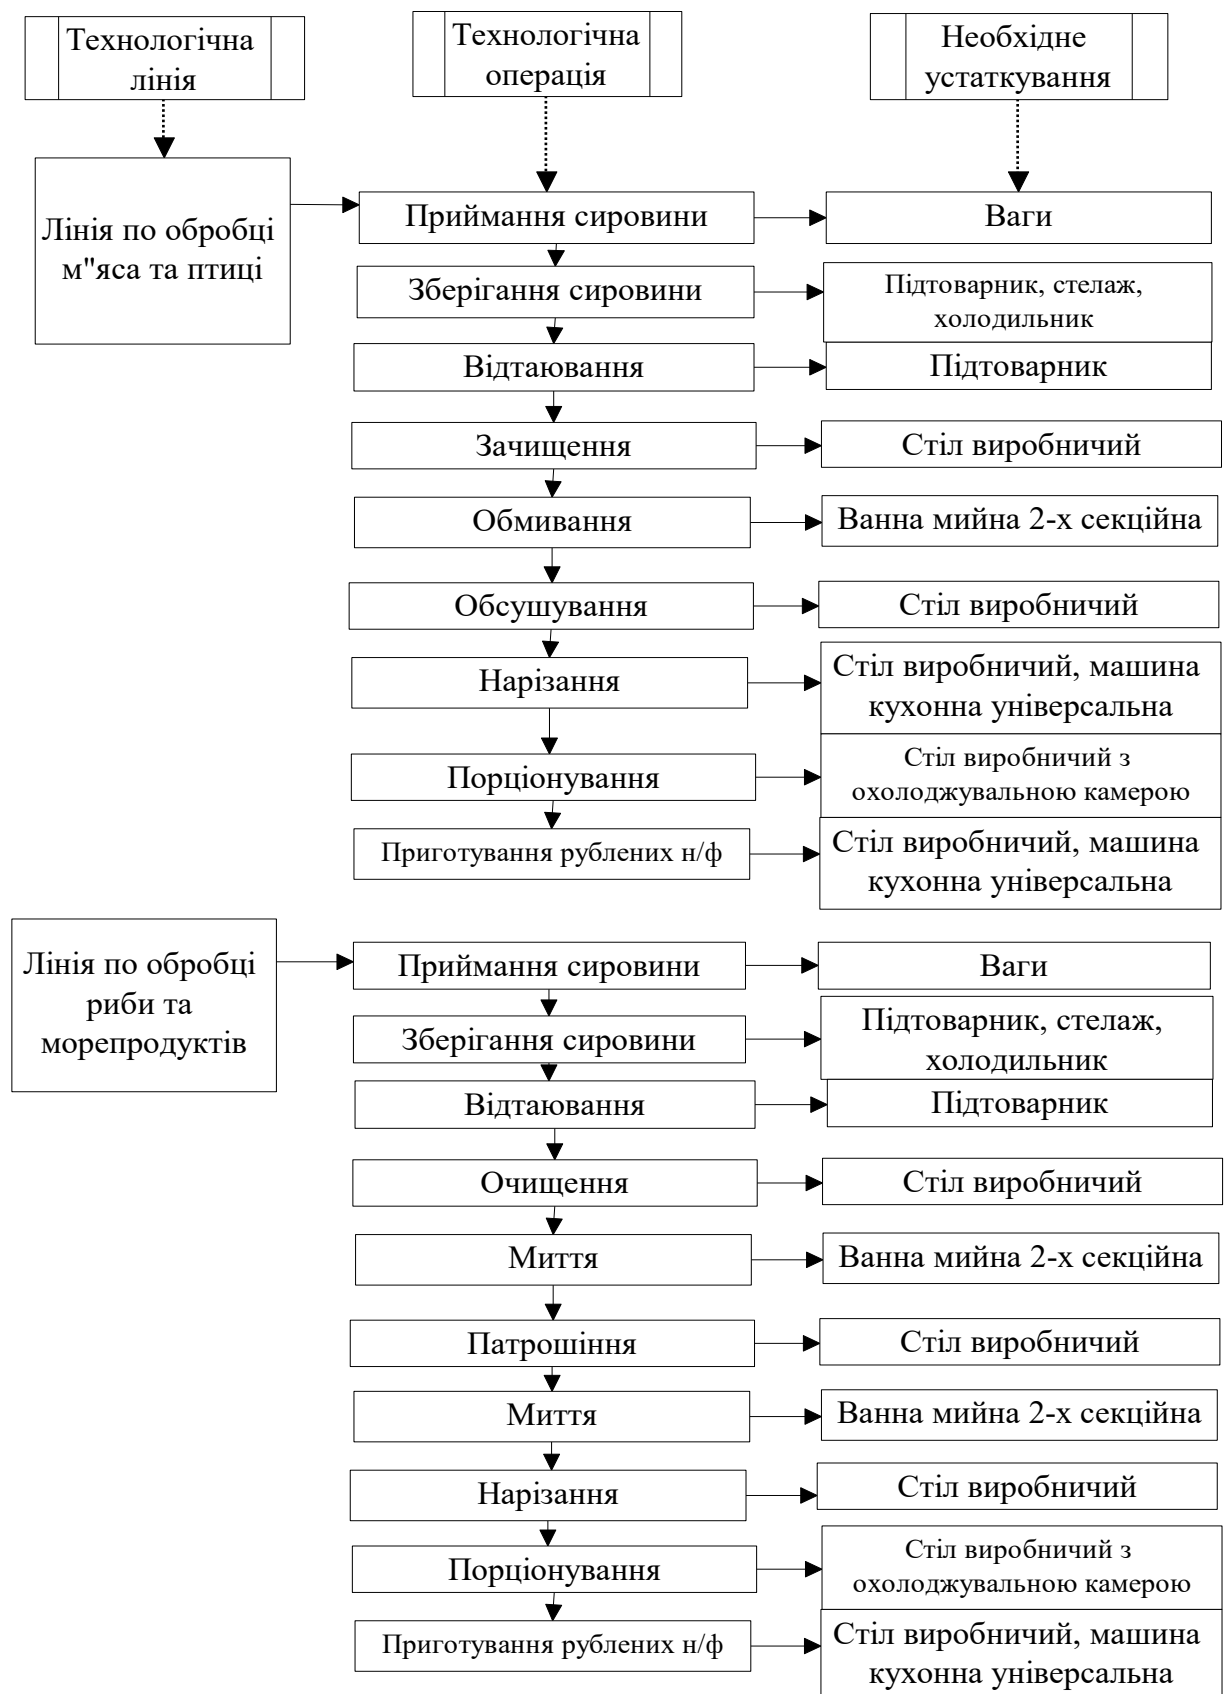 Технологічна
лінія
Технологічна
операція
Необхідне
устаткування
Лінія по обробці
м"яса та птиці
Приймання сировини
Ваги
Зберігання сировини
Підтоварник, стелаж,
холодильник
Відтаювання
Підтоварник
Зачищення
Стіл виробничий
Обмивання
Ванна мийна 2-х секційна
Обсушування
Стіл виробничий
Нарізання
Стіл виробничий, машина
кухонна універсальна
Порціонування
Стіл виробничий з
охолоджувальною камерою
Приготування рублених н/ф
Стіл виробничий, машина
кухонна універсальна
Лінія по обробці
риби та
морепродуктів
Приймання сировини
Ваги
Зберігання сировини
Підтоварник, стелаж,
холодильник
Відтаювання
Підтоварник
Очищення
Стіл виробничий
Миття
Ванна мийна 2-х секційна
Патрошіння
Стіл виробничий
Миття
Ванна мийна 2-х секційна
Нарізання
Стіл виробничий
Порціонування
Стіл виробничий з
охолоджувальною камерою
Приготування рублених н/ф
Стіл виробничий, машина
кухонна універсальна